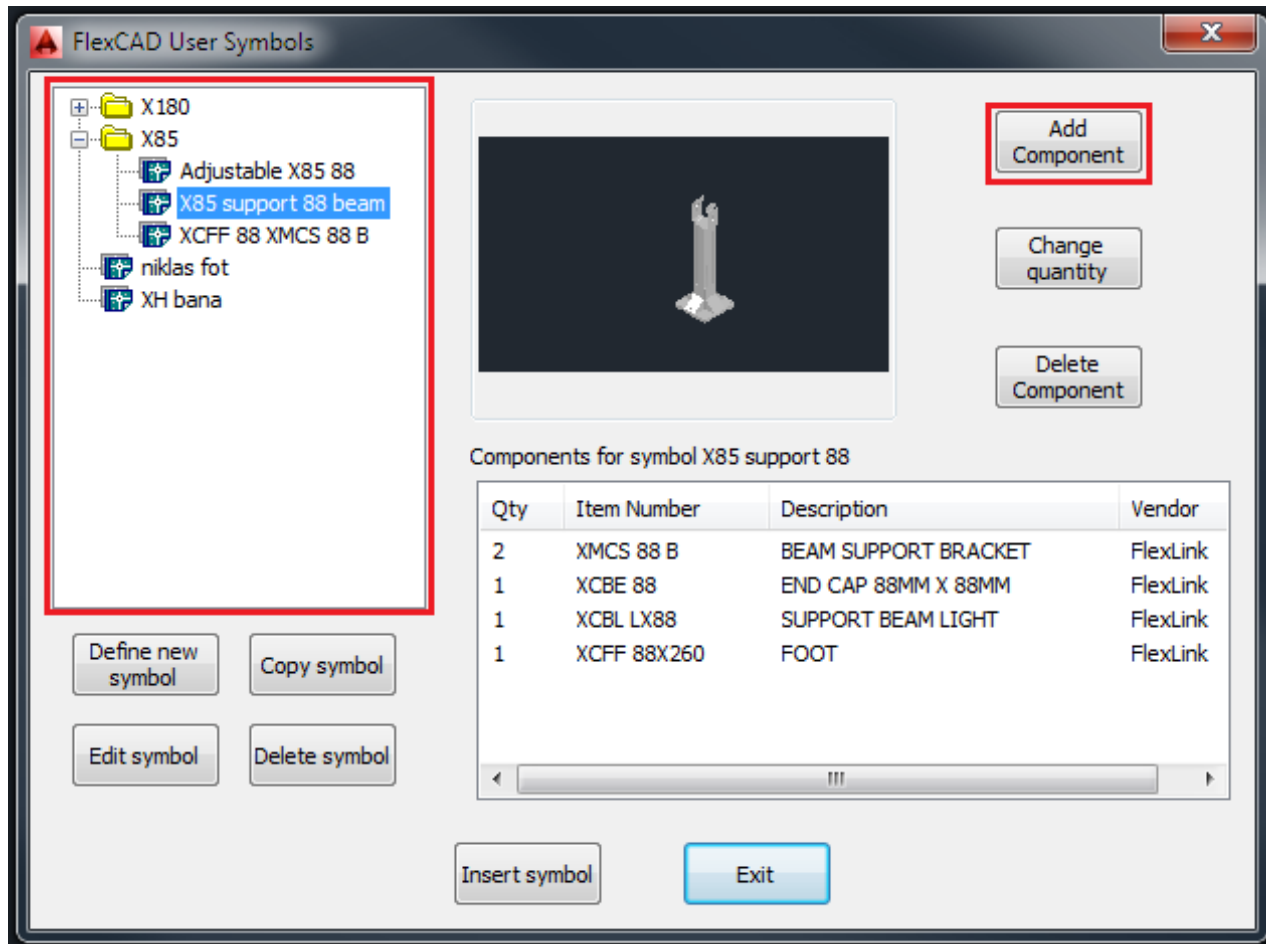 FlexCAD User Symbols
X180
X85
Adjustable X85 88
X85 support 88 beam
XCFF 88 XMCS 88 B
niklas fot
XH bana
Add
Component
Change
quantity
Delete
Component
Components for symbol X85 support 88
Qty Item Number Description Vendor
2 XMCS 88 B BEAM SUPPORT BRACKET FlexLink
1 XCBE 88 END CAP 88MM X 88MM FlexLink
1 XCBL LX88 SUPPORT BEAM LIGHT FlexLink
1 XCFF 88X260 FOOT FlexLink
Define new
symbol
Copy symbol
Edit symbol
Delete symbol
Insert symbol
Exit